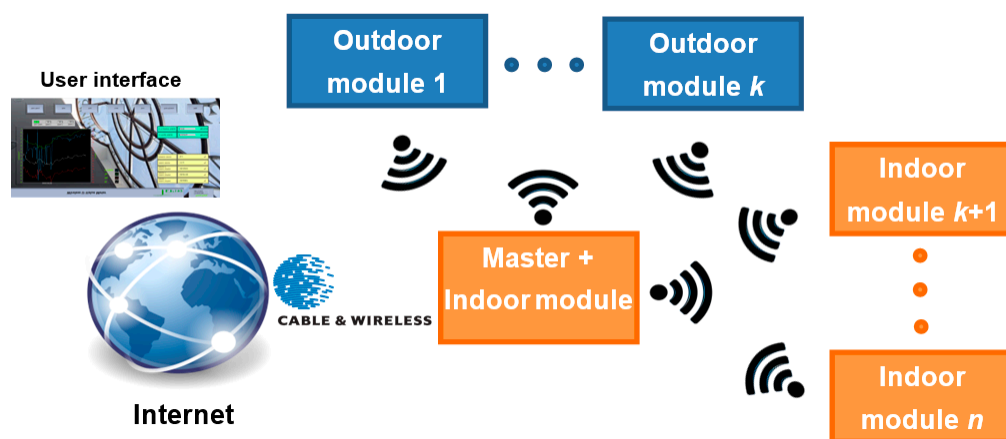 Outdoor
module 1
Outdoor
module k
User interface
Indoor
module k+1
Master +
Indoor module
CABLE & WIRELESS
Indoor
module n
Internet